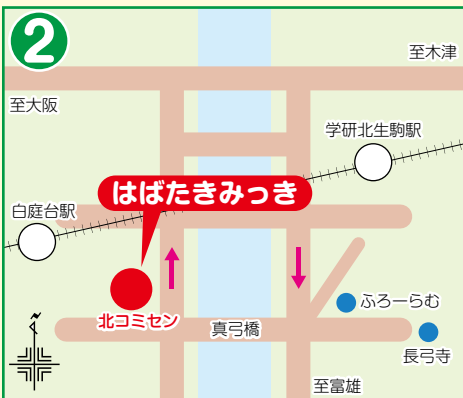 2
至木津
至大阪
学研北生駒駅
はばたきみっき
白庭台駅
ふろーらむ
北コミセン
真弓橋
長弓寺
至富雄